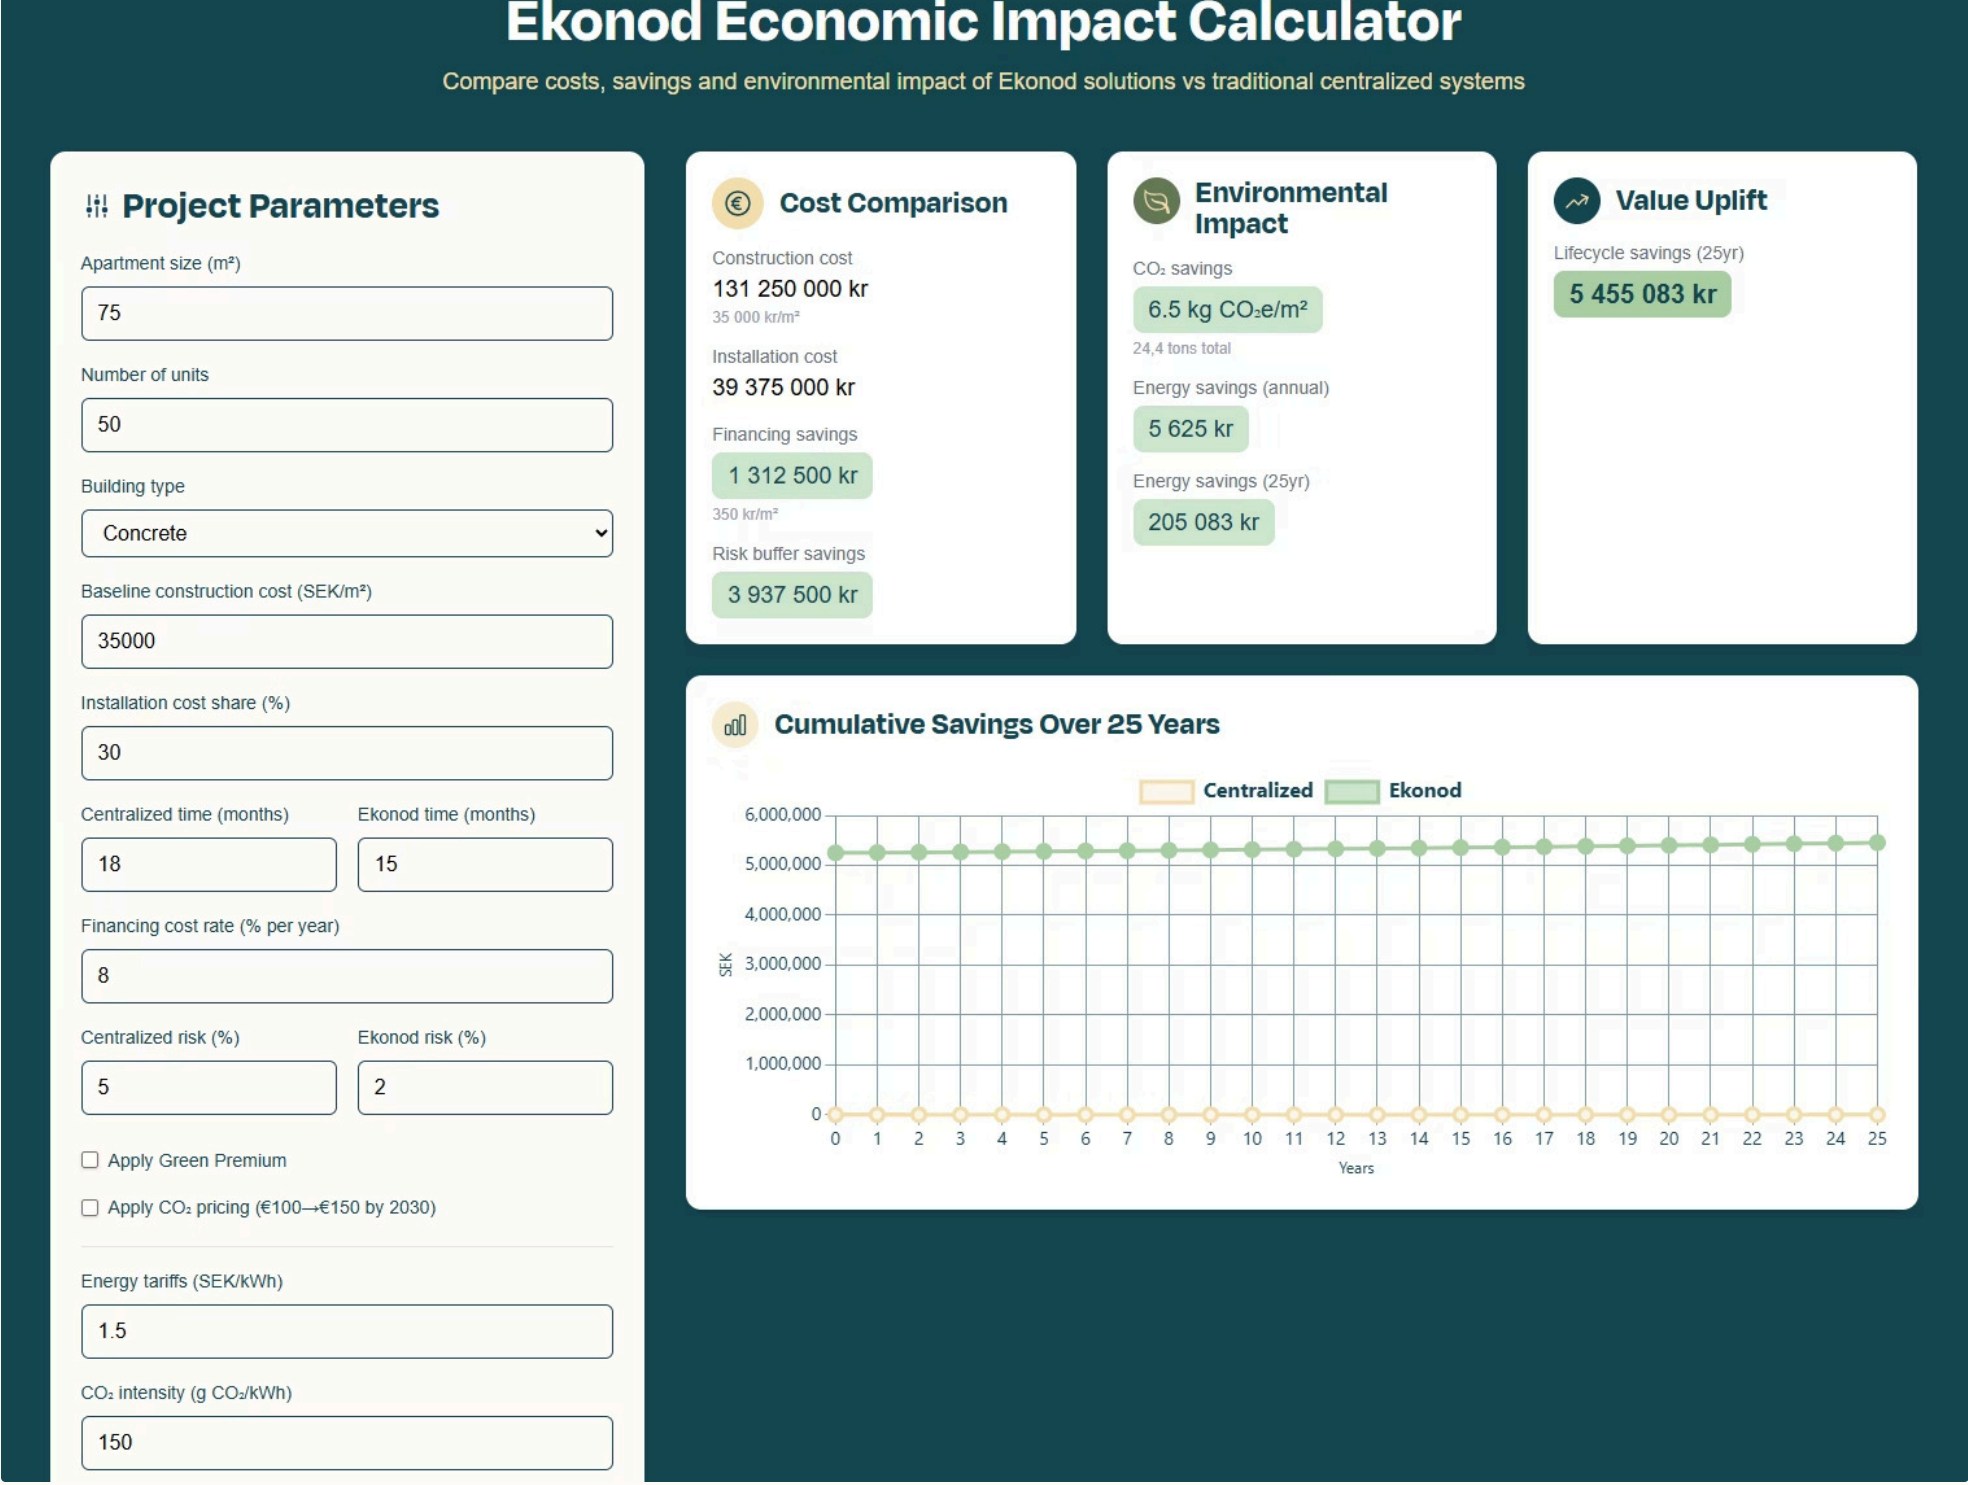 Ekonod Economic Impact Calculator
Compare costs, savings and environmental impact of Ekonod solutions vs traditional centralized systems
Project Parameters
Apartment size (m²)
75
Number of units
50
Building type
Concrete
Baseline construction cost (SEK/m²)
35000
Installation cost share (%)
30
Centralized time (months)
Ekonod time (months)
18
15
Financing cost rate (% per year)
8
Centralized risk (%)
Ekonod risk (%)
5
2
Apply Green Premium
Apply CO₂ pricing (€100→€150 by 2030)
Energy tariffs (SEK/kWh)
1.5
CO₂ intensity (g CO₂/kWh)
150
Cost Comparison
Construction cost
131 250 000 kr
35 000 kr/m²
Installation cost
39 375 000 kr
Financing savings
1 312 500 kr
350 kr/m²
Risk buffer savings
3 937 500 kr
Environmental
Impact
CO₂ savings
6.5 kg CO₂e/m²
24,4 tons total
Energy savings (annual)
5 625 kr
Energy savings (25yr)
205 083 kr
Value Uplift
Lifecycle savings (25yr)
5 455 083 kr
Cumulative Savings Over 25 Years
Centralized
Ekonod
6,000,000
5,000,000
4,000,000
3,000,000
2,000,000
1,000,000
0
SEK
0 1 2 3 4 5 6 7 8 9 10 11 12 13 14 15 16 17 18 19 20 21 22 23 24 25
Years